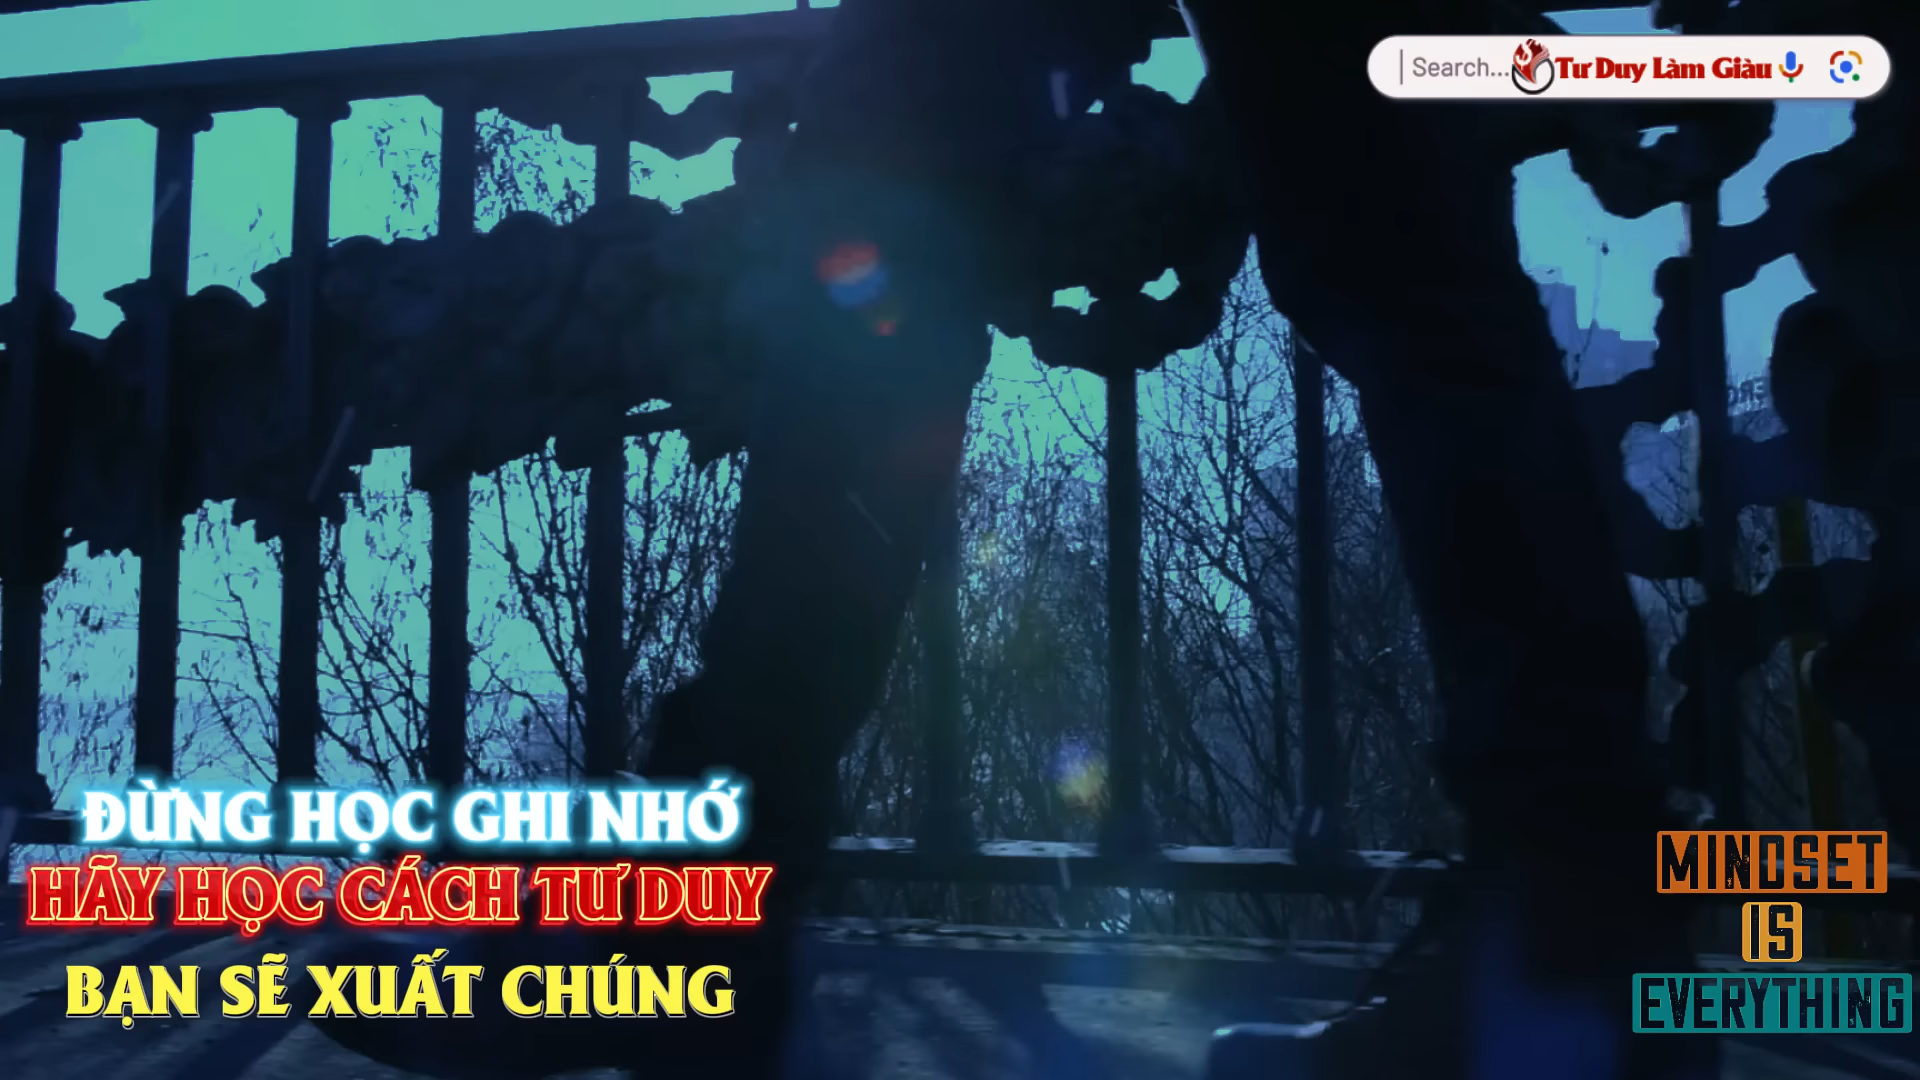 Search... Tư Duy Làm Giàu
ĐỪNG HỌC GHI NHỚ
HÃY HỌC CÁCH TƯ DUY
BẠN SẼ XUẤT CHÚNG
MINDSET
IS
EVERYTHING